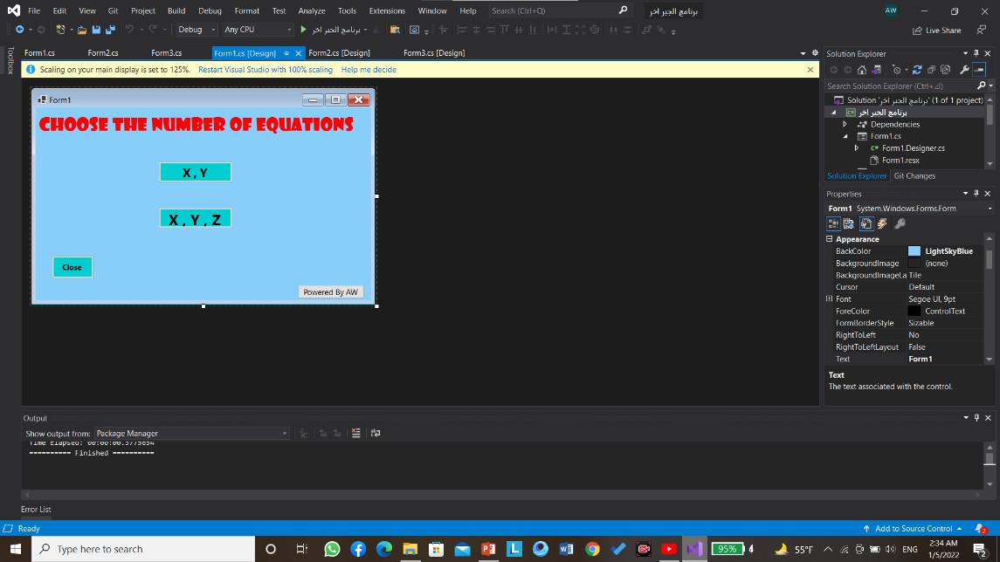 File Edit View Git Project Build Debug Format Test Analyze Tools Extensions Window Help Search (Ctrl+Q) برنامج الجبر اخر AW
Debug Any CPU برنامج الجبر اخر Live Share
Toolbox
Form1.cs Form2.cs Form3.cs Form1.cs [Design] Form2.cs [Design] Form3.cs [Design]
Scaling on your main display is set to 125%. Restart Visual Studio with 100% scaling Help me decide
Form1
CHOOSE THE NUMBER OF EQUATIONS
X , Y
X , Y , Z
Close
Powered By AW
Solution Explorer
Search Solution Explorer (Ctrl+ك)
Solution 'برنامج الجبر اخر' (1 of 1 project)
برنامج الجبر اخر
Dependencies
Form1.cs
Form1.Designer.cs
Form1.resx
Solution Explorer Git Changes
Properties
Form1 System.Windows.Forms.Form
Appearance
BackColor LightSkyBlue
BackgroundImage (none)
BackgroundImageLa Tile
Cursor Default
Font Segoe UI, 9pt
ForeColor ControlText
FormBorderStyle Sizable
RightToLeft No
RightToLeftLayout False
Text Form1
Text
The text associated with the control.
Output
Show output from: Package Manager
Time Elapsed: 00:00:00.3775654
========== Finished ==========
Error List
Ready Add to Source Control 2
Type here to search 95% 55°F ENG 2:34 AM
1/5/2022 2